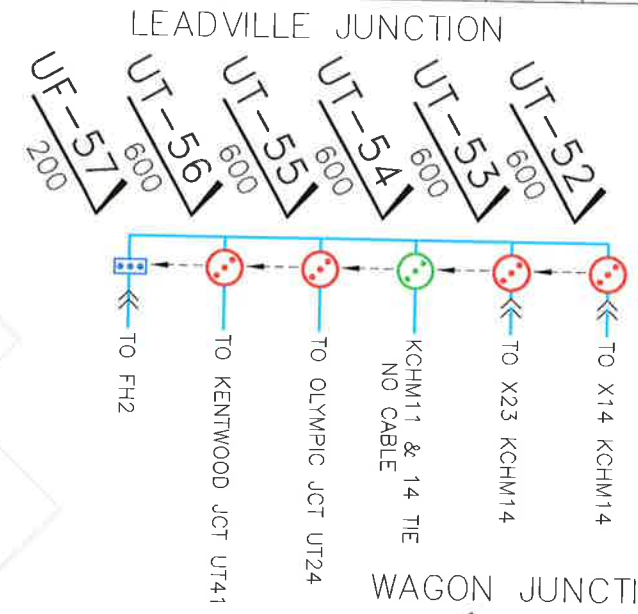 LEADVILLE JUNCTION
UF-57
200
UT-56
600
UT-55
600
UT-54
600
UT-53
600
UT-52
600
TO FH2
TO KENTWOOD JCT UT41
TO OLYMPIC JCT UT24
KCHM11 & 14 TIE
NO CABLE
TO X23 KCHM14
TO X14 KCHM14
WAGON JUNCTI